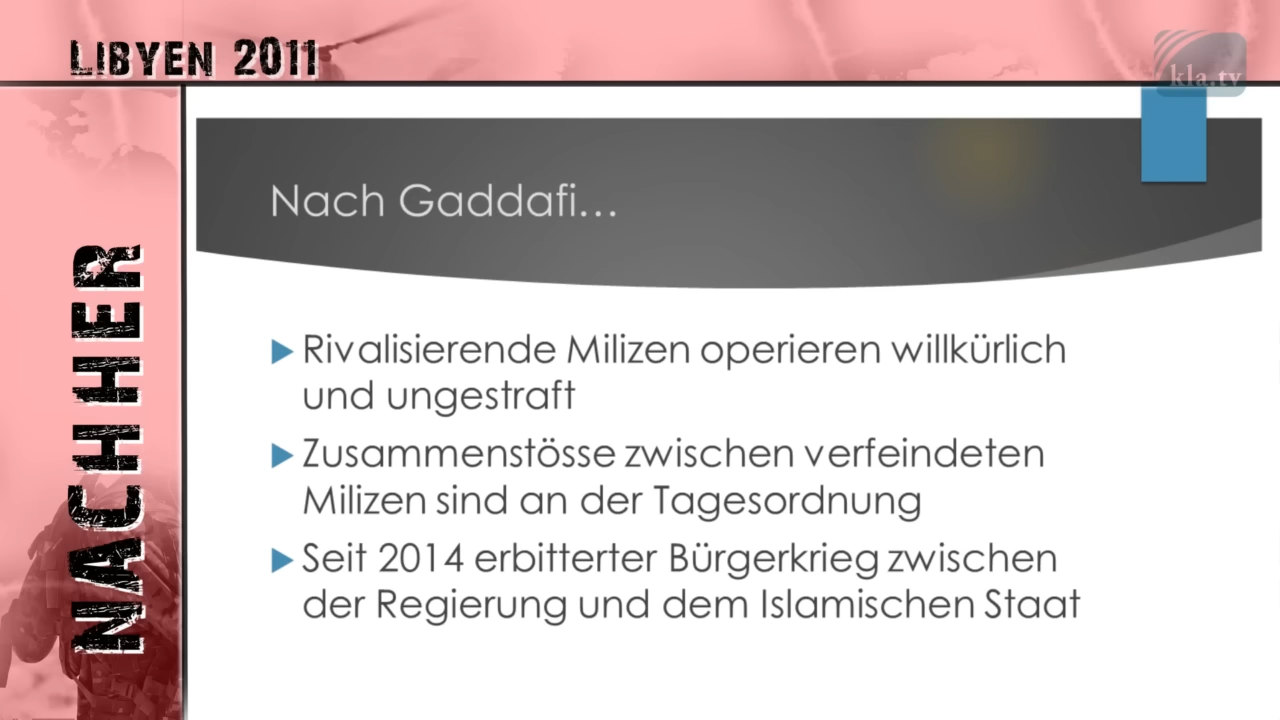 LIBYEN 2011
kla.tv
NACHHER
Nach Gaddafi...
Rivalisierende Milizen operieren willkürlich
und ungestraft
Zusammenstösse zwischen verfeindeten
Milizen sind an der Tagesordnung
Seit 2014 erbitterter Bürgerkrieg zwischen
der Regierung und dem Islamischen Staat